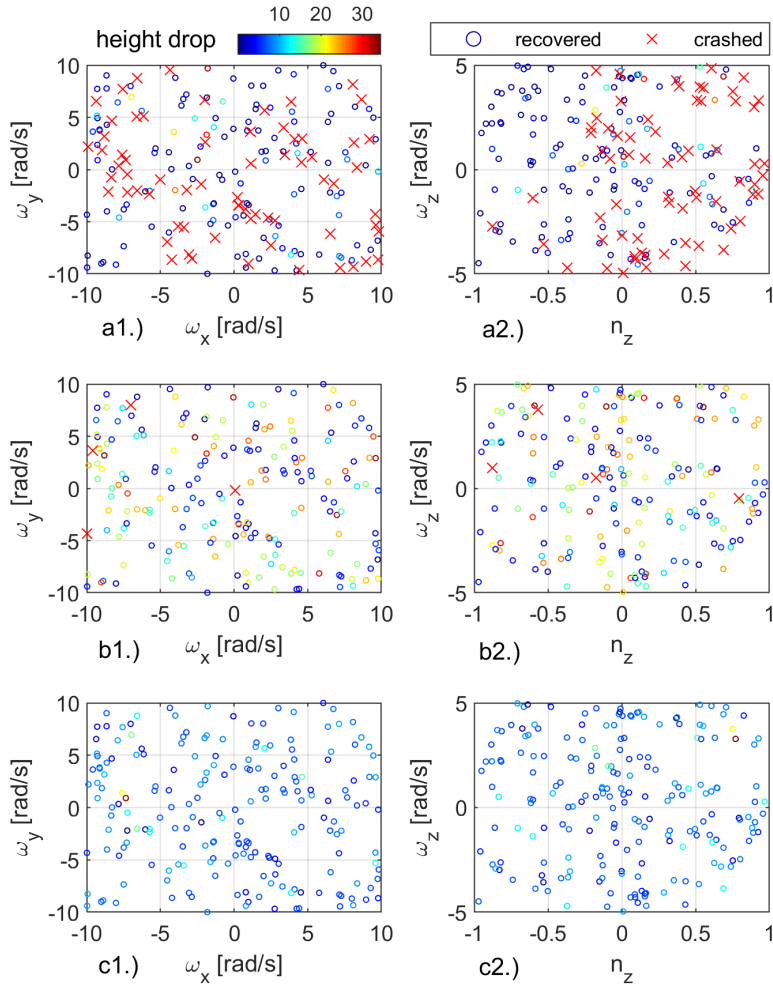 10 20 30
height drop
recovered crashed
10
5
0
-5
-10
ω_y [rad/s]
-10 -5 0 5 10
a1.) ω_x [rad/s]
5
0
-5
ω_z [rad/s]
-1 -0.5 0 0.5 1
a2.) n_z
10
5
0
-5
-10
ω_y [rad/s]
-10 -5 0 5 10
b1.) ω_x [rad/s]
5
0
-5
ω_z [rad/s]
-1 -0.5 0 0.5 1
b2.) n_z
10
5
0
-5
-10
ω_y [rad/s]
-10 -5 0 5 10
c1.) ω_x [rad/s]
5
0
-5
ω_z [rad/s]
-1 -0.5 0 0.5 1
c2.) n_z